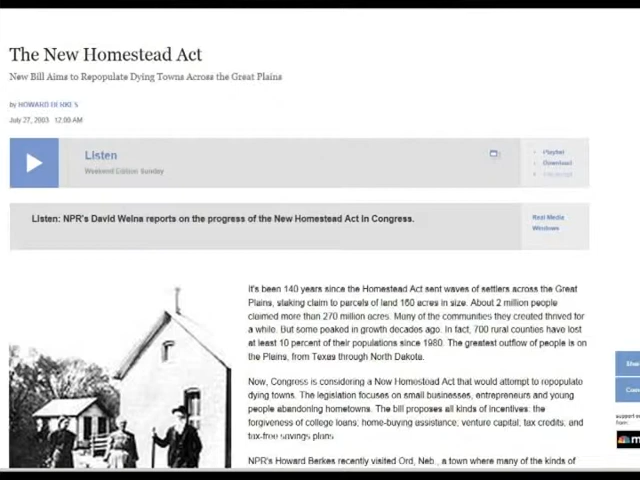 The New Homestead Act
New Bill Aims to Repopulate Dying Towns Across the Great Plains
by HOWARD BERKES
July 27, 2003 12:00 AM
Listen
Weekend Edition Sunday
Playlist
Download
Transcript
Listen: NPR's David Welna reports on the progress of the New Homestead Act in Congress.
Real Media
Windows
It's been 140 years since the Homestead Act sent waves of settlers across the Great
Plains, staking claim to parcels of land 160 acres in size. About 2 million people
claimed more than 270 million acres. Many of the communities they created thrived for
a while. But some peaked in growth decades ago. In fact, 700 rural counties have lost
at least 10 percent of their populations since 1980. The greatest outflow of people is on
the Plains, from Texas through North Dakota.
Now, Congress is considering a New Homestead Act that would attempt to repopulate
dying towns. The legislation focuses on small businesses, entrepreneurs and young
people abandoning hometowns. The bill proposes all kinds of incentives: the
forgiveness of college loans; home-buying assistance; venture capital; tax credits; and
tax-free savings plans.
NPR's Howard Berkes recently visited Ord, Neb., a town where many of the kinds of
Shar
Com
support
from: